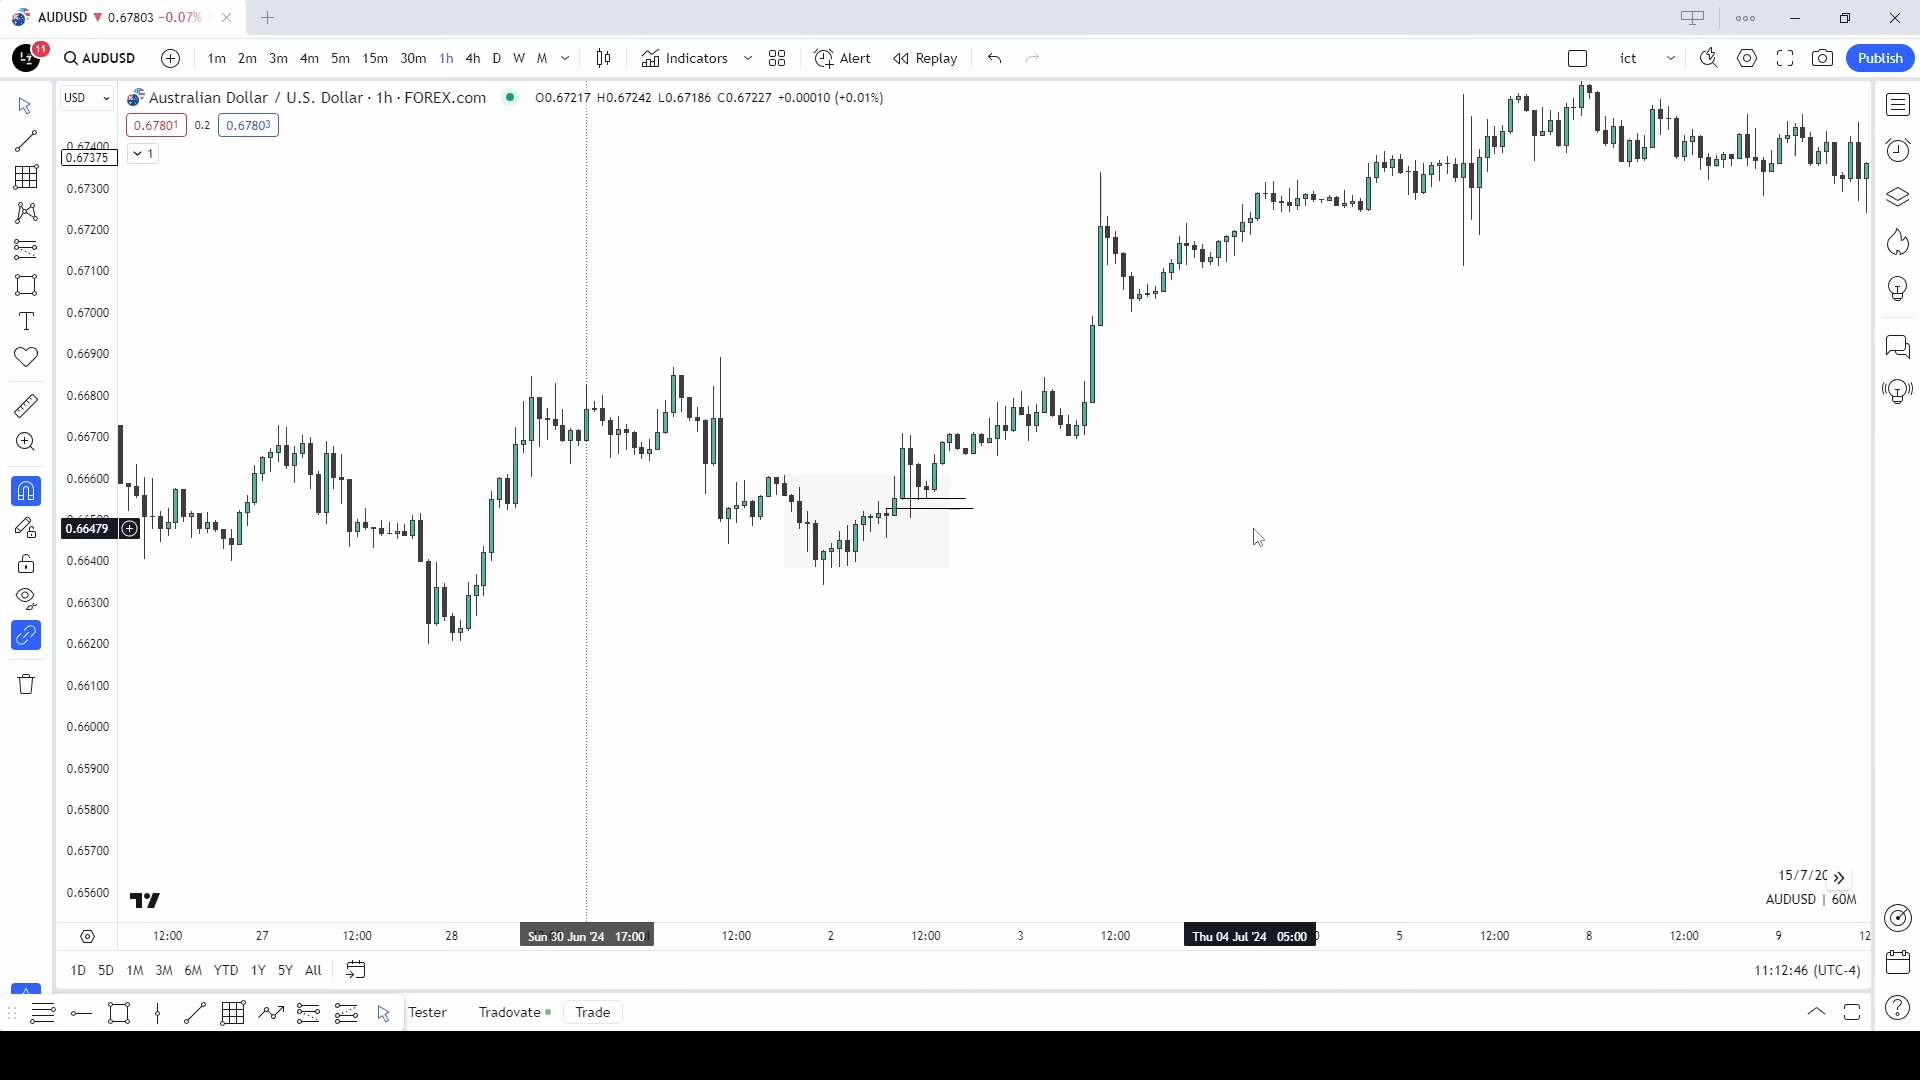 AUDUSD ▼ 0.67803 −0.07%
11
AUDUSD 1m 2m 3m 4m 5m 15m 30m 1h 4h D W M Indicators Alert Replay ict Publish
USD Australian Dollar / U.S. Dollar · 1h · FOREX.com O0.67217 H0.67242 L0.67186 C0.67227 +0.00010 (+0.01%)
0.67801 0.2 0.67803
0.67400
0.67375
1
0.67300
0.67200
0.67100
0.67000
0.66900
0.66800
0.66700
0.66600
0.66479
0.66400
0.66300
0.66200
0.66100
0.66000
0.65900
0.65800
0.65700
0.65600
15/7/20
AUDUSD | 60M
12:00 27 12:00 28 Sun 30 Jun '24 17:00 12:00 2 12:00 3 12:00 Thu 04 Jul '24 05:00 5 12:00 8 12:00 9 12
1D 5D 1M 3M 6M YTD 1Y 5Y All 11:12:46 (UTC-4)
Tester Tradovate Trade